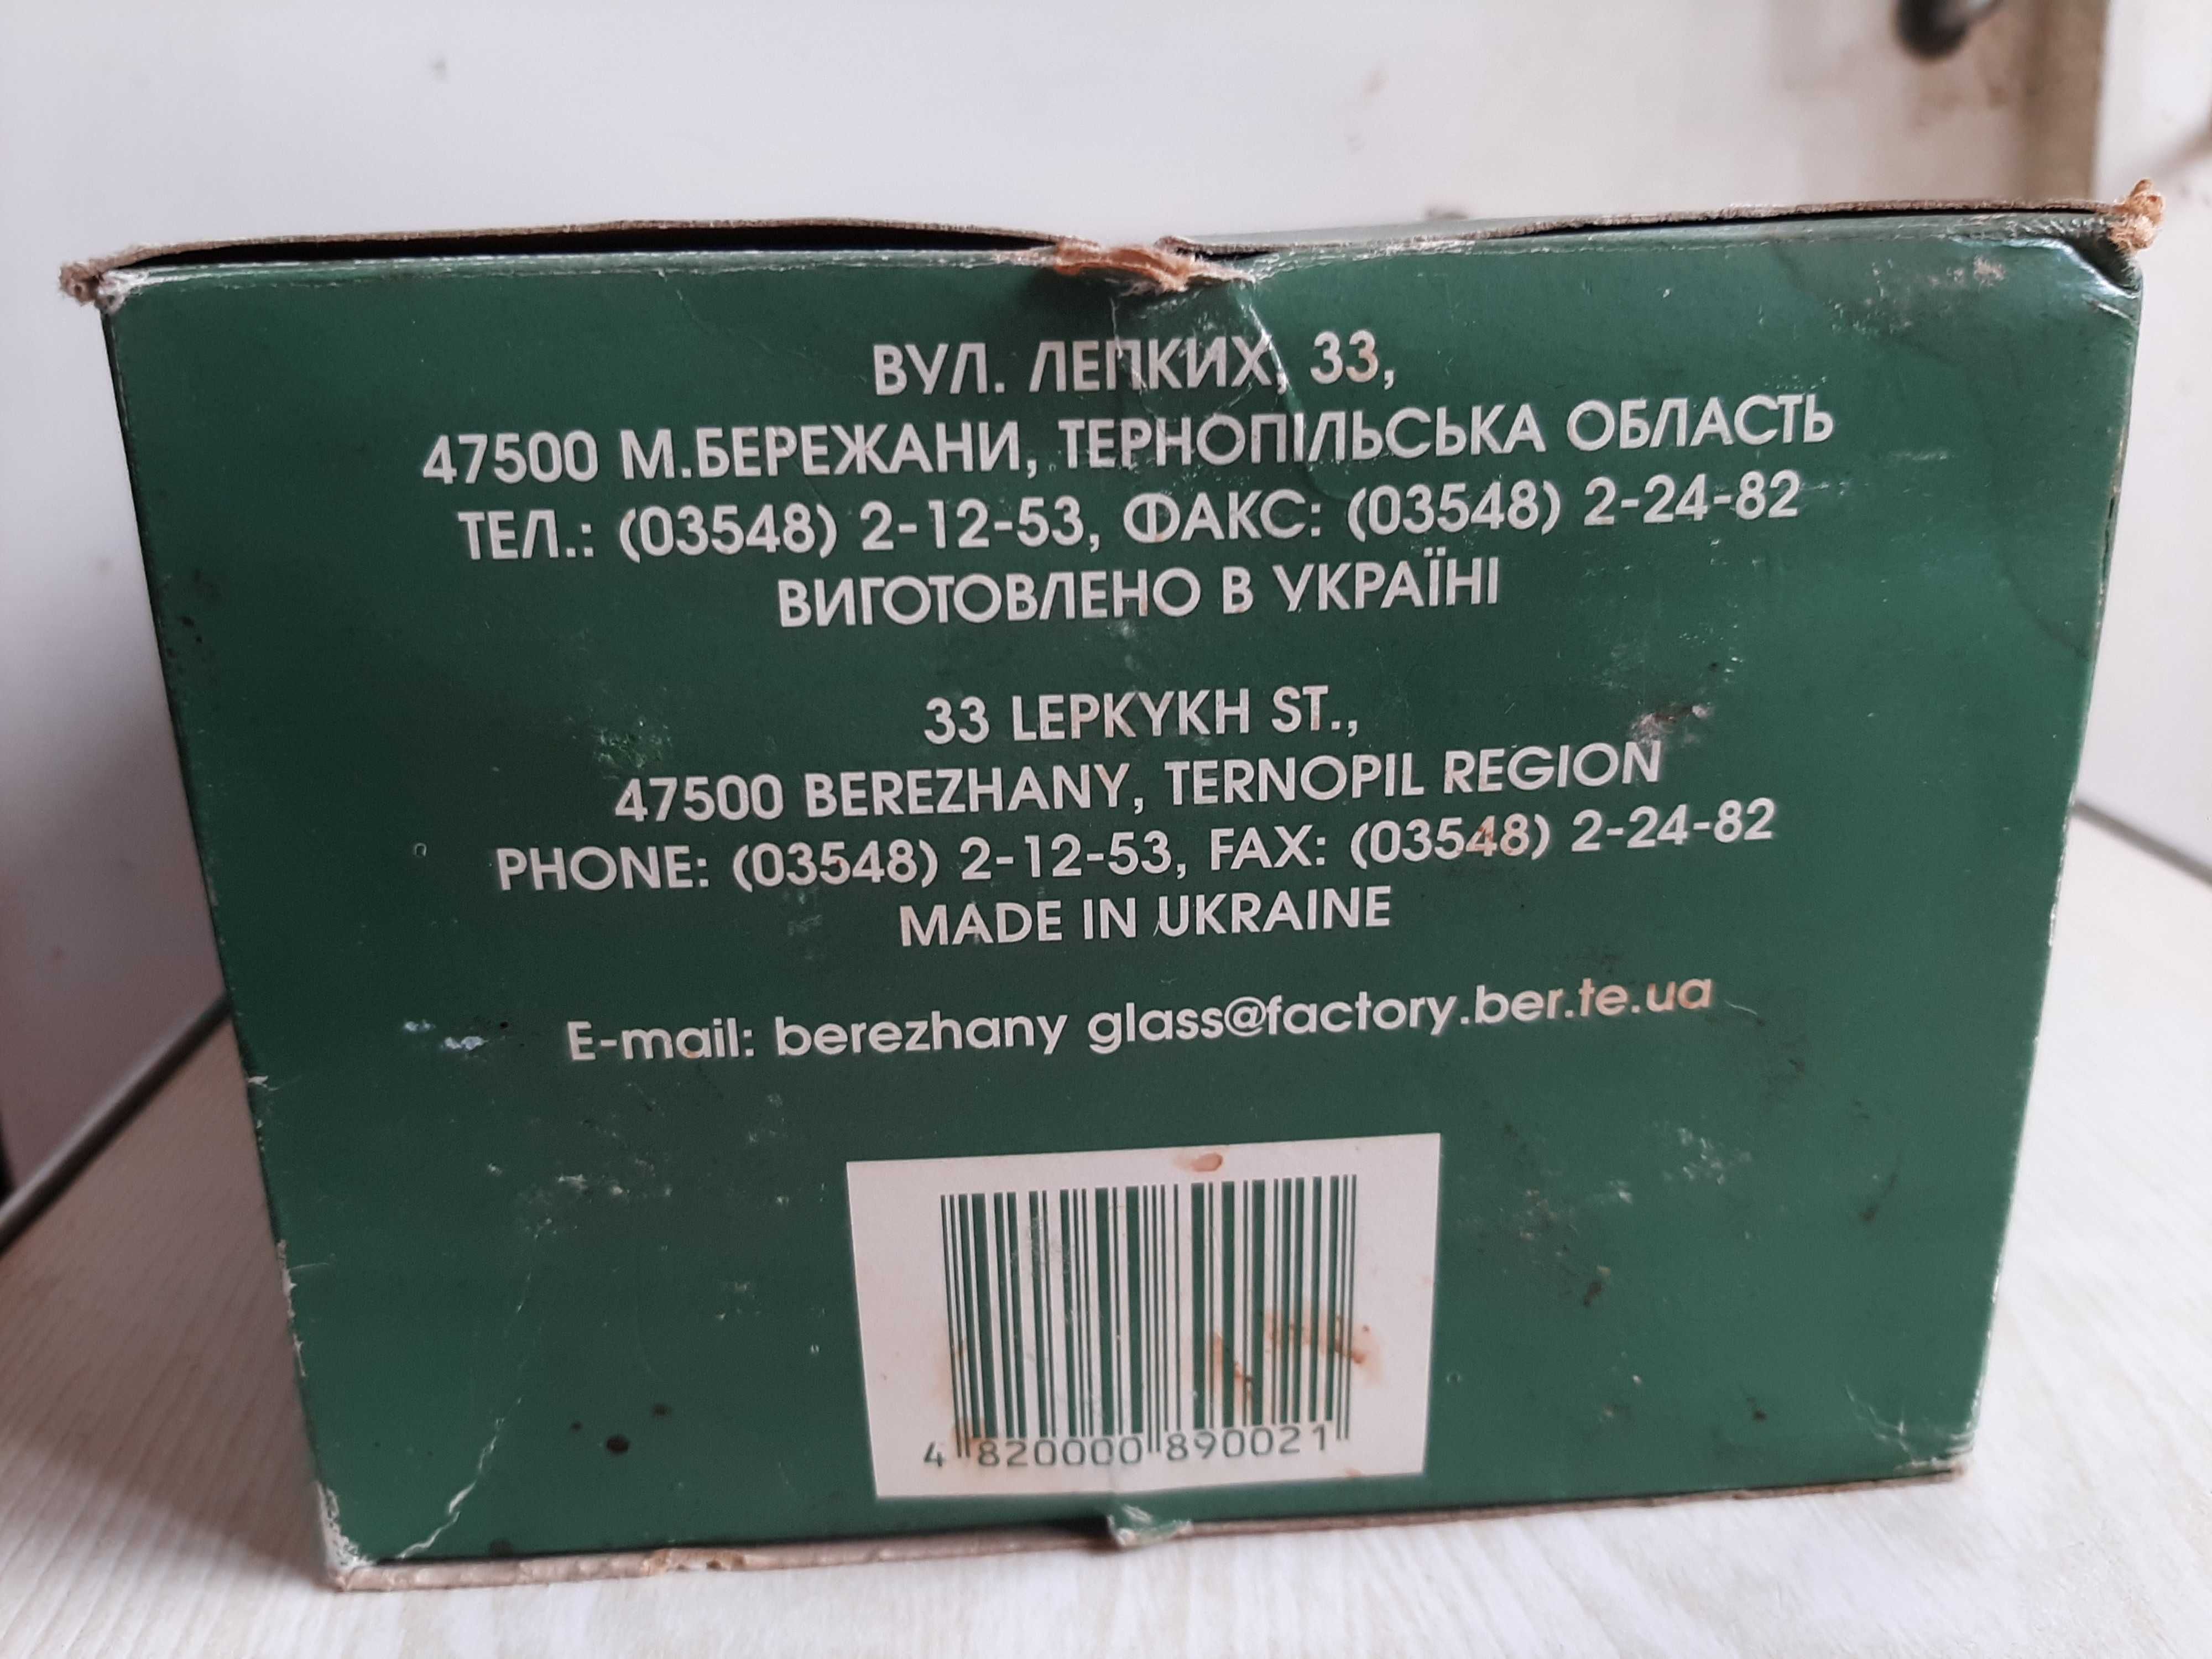 ВУЛ. ЛЕПКИХ, 33,
47500 М.БЕРЕЖАНИ, ТЕРНОПІЛЬСЬКА ОБЛАСТЬ
ТЕЛ.: (03548) 2-12-53, ФАКС: (03548) 2-24-82
ВИГОТОВЛЕНО В УКРАЇНІ
33 LEPKYKH ST.,
47500 BEREZHANY, TERNOPIL REGION
PHONE: (03548) 2-12-53, FAX: (03548) 2-24-82
MADE IN UKRAINE
E-mail: berezhany glass@factory.ber.te.ua
4 820000 890021